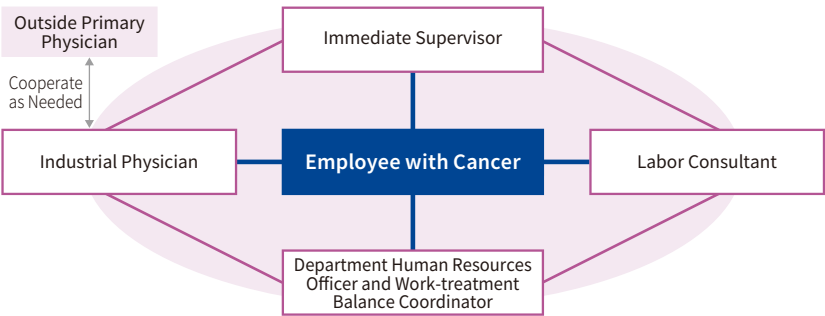 Outside Primary
Physician
Immediate Supervisor
Cooperate
as Needed
Industrial Physician
Employee with Cancer
Labor Consultant
Department Human Resources
Officer and Work-treatment
Balance Coordinator